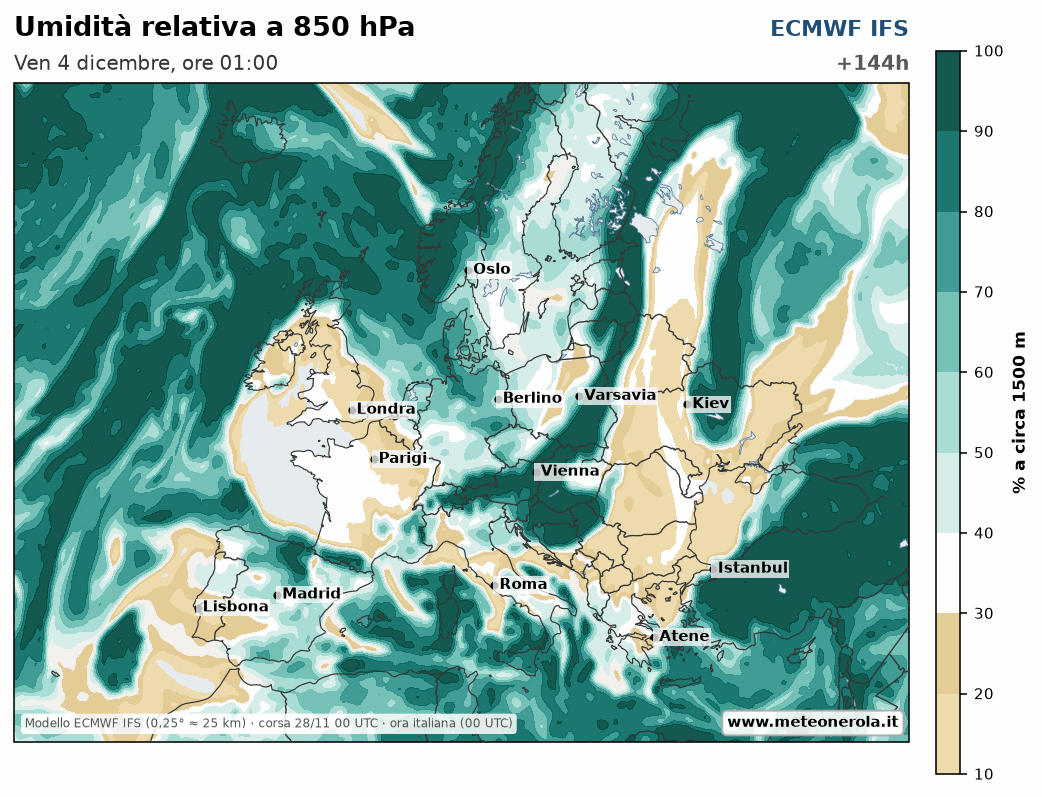 Umidità relativa a 850 hPa
ECMWF IFS
Ven 4 dicembre, ore 01:00
+144h
100
90
80
70
60
50
40
30
20
10
% a circa 1500 m
Oslo
Berlino
Varsavia
Kiev
Londra
Parigi
Vienna
Istanbul
Roma
Madrid
Lisbona
Atene
Modello ECMWF IFS (0,25° ≈ 25 km) · corsa 28/11 00 UTC · ora italiana (00 UTC)
www.meteonerola.it